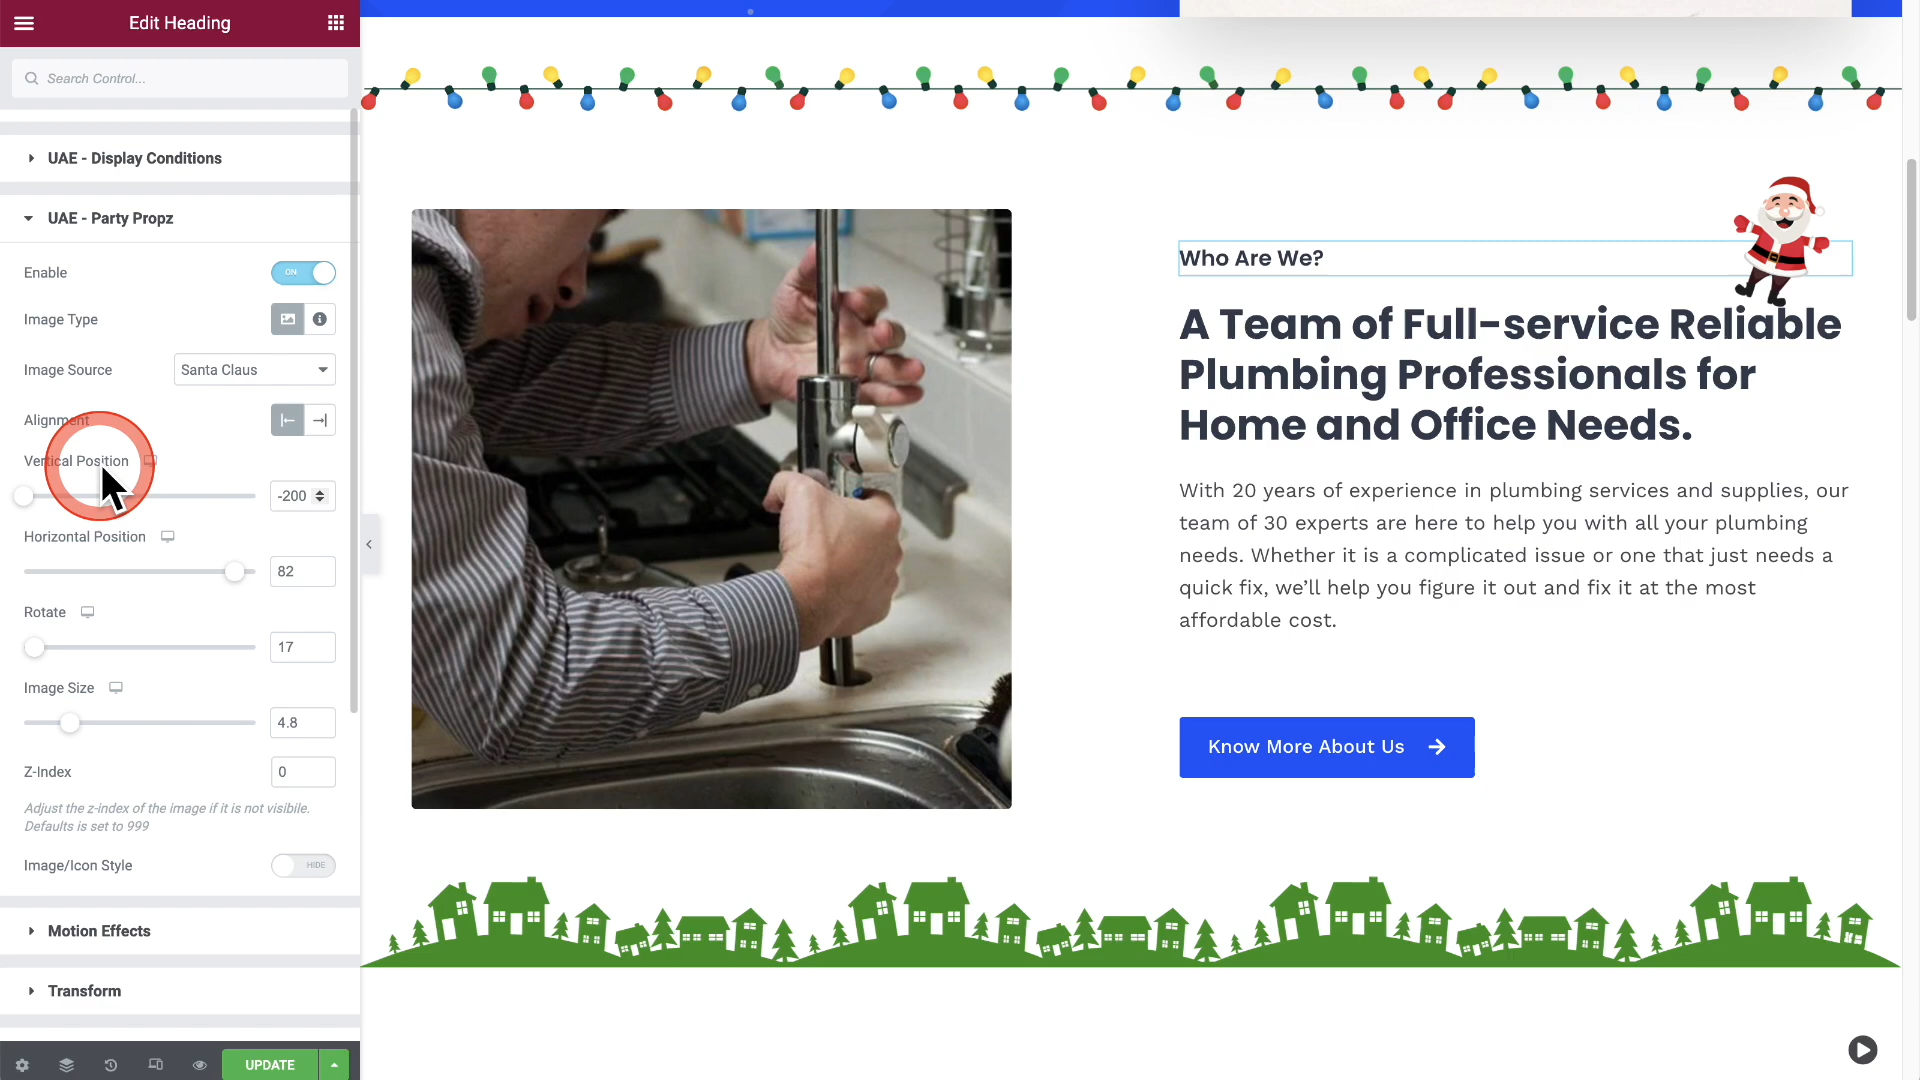 Edit Heading
Search Control...
UAE - Display Conditions
UAE - Party Propz
Enable
ON
Image Type
Image Source
Santa Claus
Alignment
Vertical Position
-200
Horizontal Position
82
Rotate
17
Image Size
4.8
Z-Index
0
Adjust the z-index of the image if it is not visibile.
Defaults is set to 999
Image/Icon Style
HIDE
Motion Effects
Transform
UPDATE
Who Are We?
A Team of Full-service Reliable
Plumbing Professionals for
Home and Office Needs.
With 20 years of experience in plumbing services and supplies, our
team of 30 experts are here to help you with all your plumbing
needs. Whether it is a complicated issue or one that just needs a
quick fix, we’ll help you figure it out and fix it at the most
affordable cost.
Know More About Us